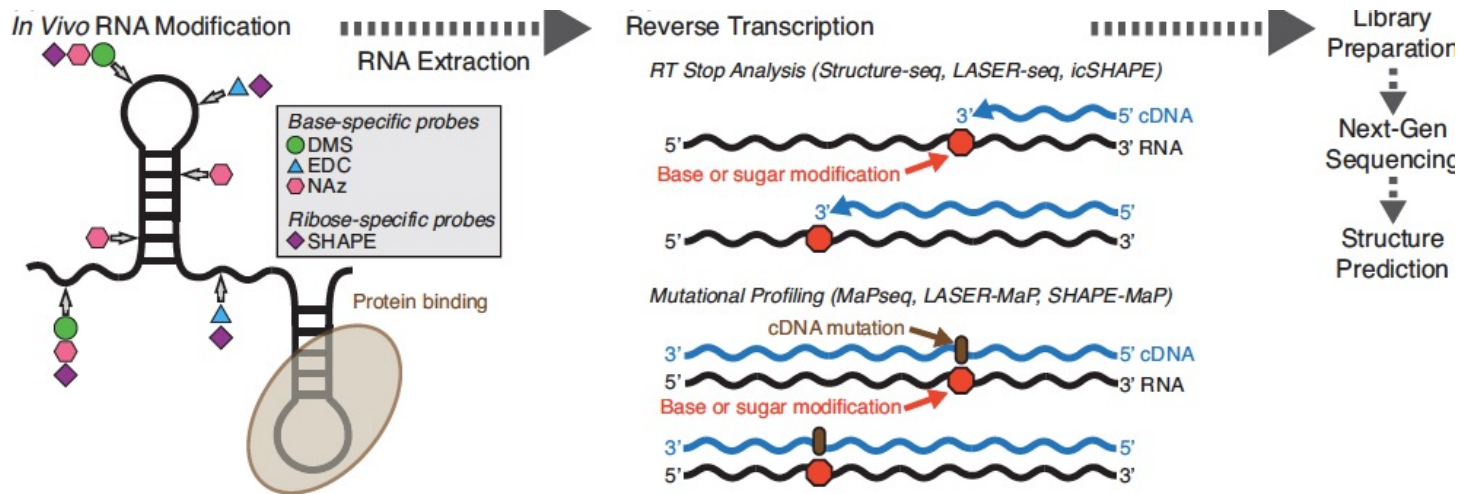 In Vivo RNA Modification
RNA Extraction
Reverse Transcription
Library
Preparation
Next-Gen
Sequencing
Structure
Prediction
Base-specific probes
DMS
EDC
NAz
Ribose-specific probes
SHAPE
Protein binding
RT Stop Analysis (Structure-seq, LASER-seq, icSHAPE)
3' 5' cDNA
5' 3' RNA
Base or sugar modification
3' 5'
5' 3'
Mutational Profiling (MaPseq, LASER-MaP, SHAPE-MaP)
cDNA mutation
3' 5' cDNA
5' 3' RNA
Base or sugar modification
3' 5'
5' 3'